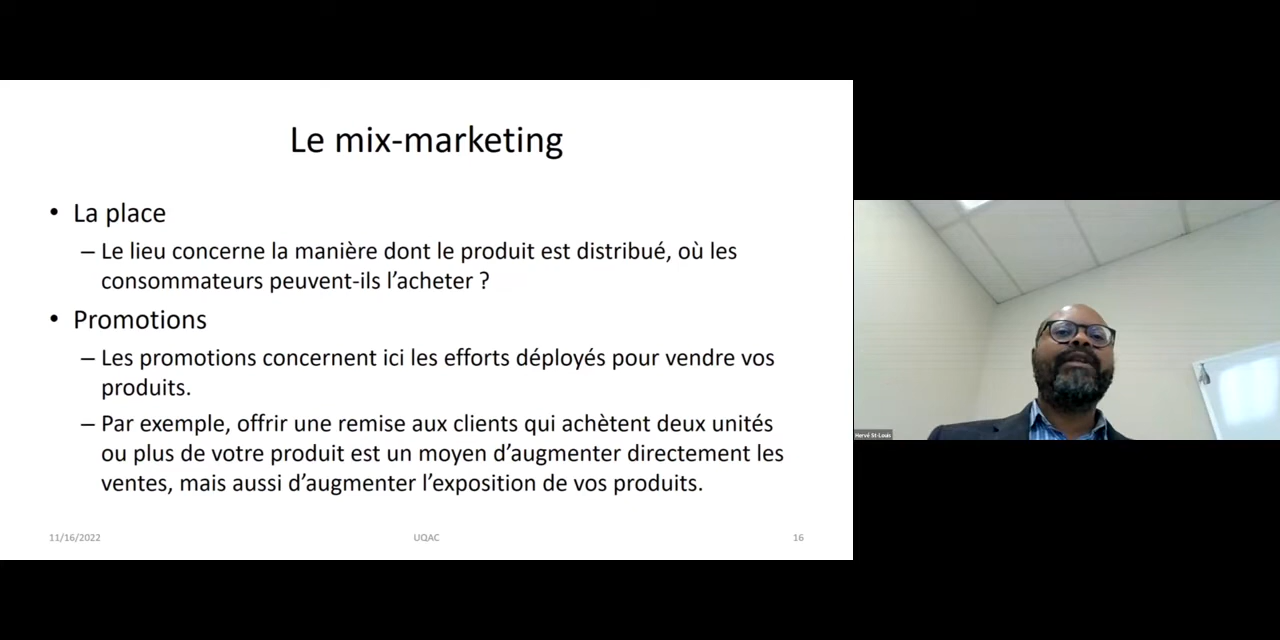 Le mix-marketing
• La place
– Le lieu concerne la manière dont le produit est distribué, où les
consommateurs peuvent-ils l’acheter ?
• Promotions
– Les promotions concernent ici les efforts déployés pour vendre vos
produits.
– Par exemple, offrir une remise aux clients qui achètent deux unités
ou plus de votre produit est un moyen d’augmenter directement les
ventes, mais aussi d’augmenter l’exposition de vos produits.
11/16/2022
UQAC
16
Hervé St-Louis